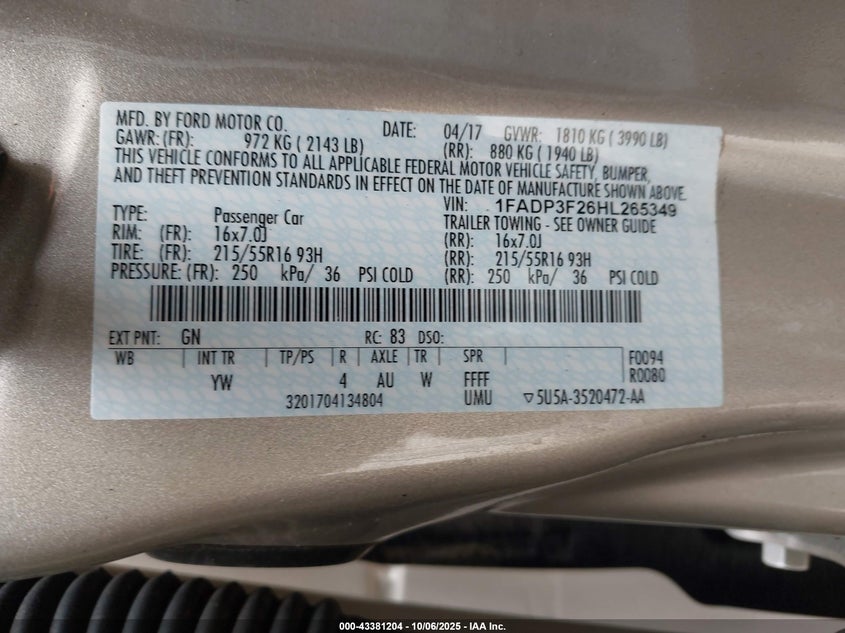 MFD. BY FORD MOTOR CO. DATE: 04/17 GVWR: 1810 KG ( 3990 LB)
GAWR: (FR): 972 KG ( 2143 LB) (RR): 880 KG ( 1940 LB)
THIS VEHICLE CONFORMS TO ALL APPLICABLE FEDERAL MOTOR VEHICLE SAFETY, BUMPER,
AND THEFT PREVENTION STANDARDS IN EFFECT ON THE DATE OF MANUFACTURE SHOWN ABOVE.
VIN: 1FADP3F26HL265349
TYPE: Passenger Car TRAILER TOWING - SEE OWNER GUIDE
RIM: (FR): 16x7.0J (RR): 16x7.0J
TIRE: (FR): 215/55R16 93H (RR): 215/55R16 93H
PRESSURE: (FR): 250 kPa/ 36 PSI COLD (RR): 250 kPa/ 36 PSI COLD
EXT PNT: GN RC: 83 DSO:
WB INT TR TP/PS R AXLE TR SPR F0094
YW 4 AU W FFFF R0080
3201704134804 UMU ▽5U5A-3520472-AA
000-43381204 - 10/06/2025 - IAA Inc.